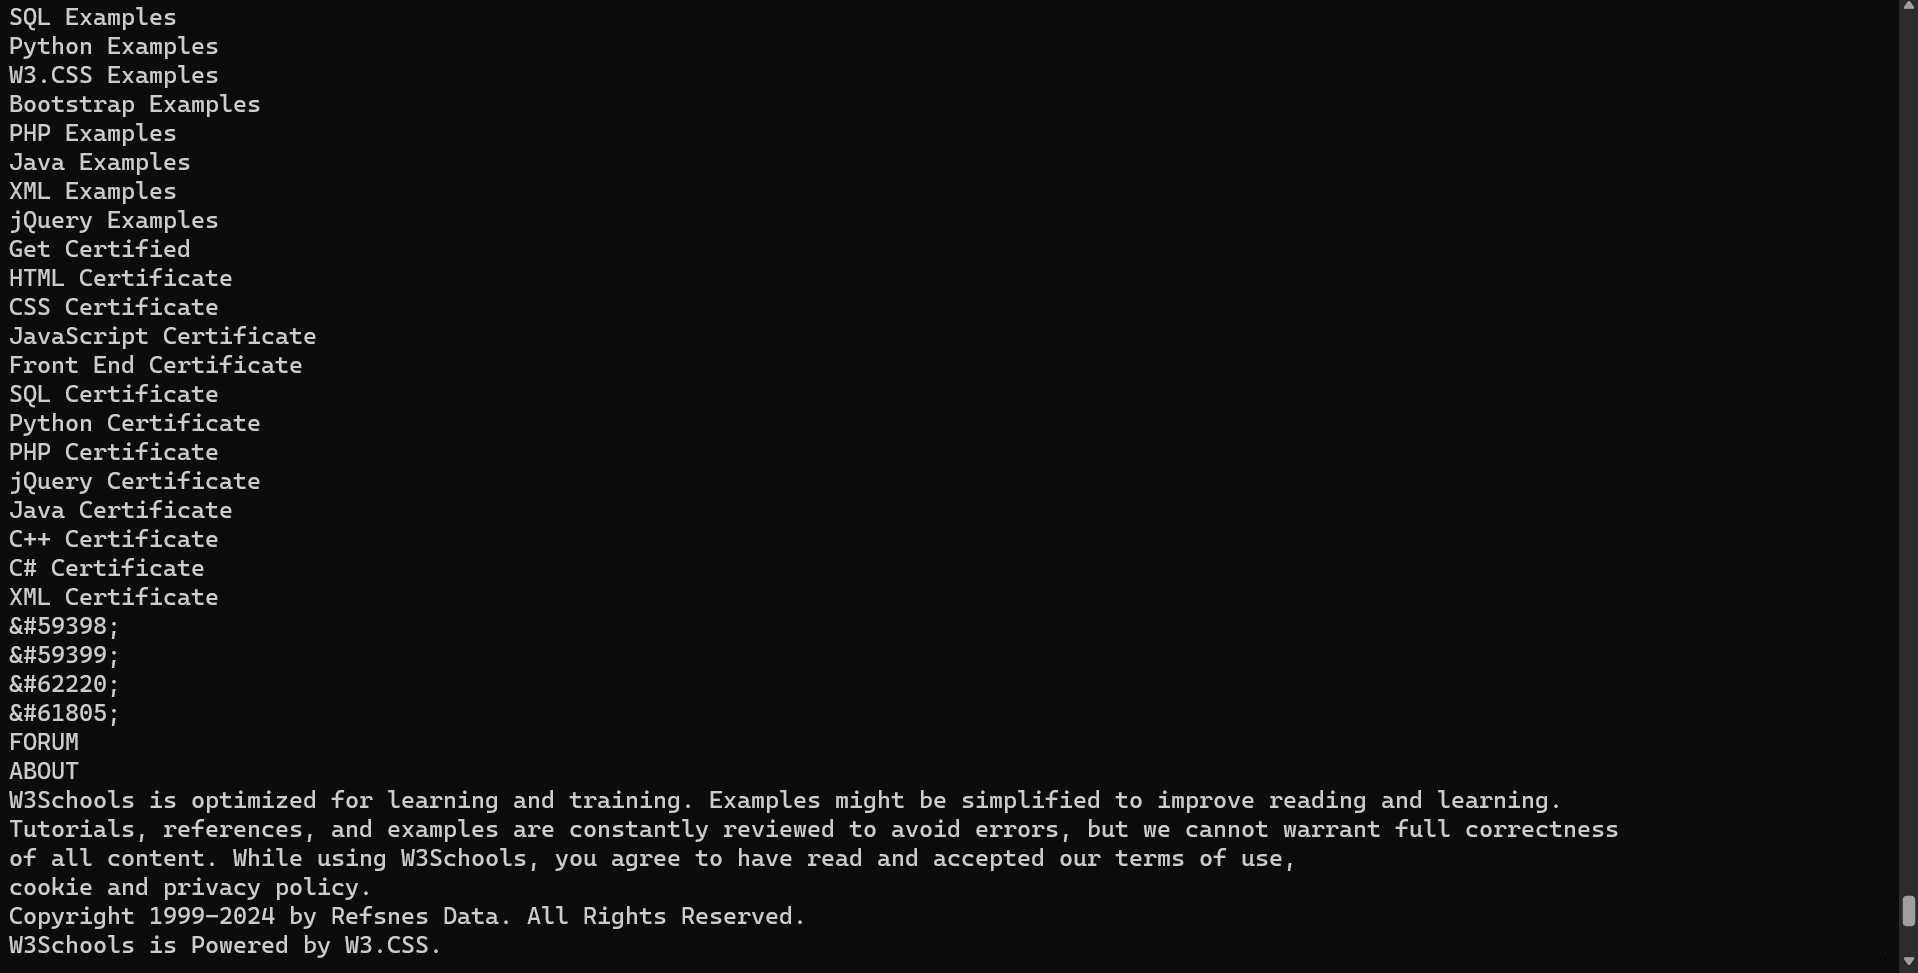 SQL Examples
Python Examples
W3.CSS Examples
Bootstrap Examples
PHP Examples
Java Examples
XML Examples
jQuery Examples
Get Certified
HTML Certificate
CSS Certificate
JavaScript Certificate
Front End Certificate
SQL Certificate
Python Certificate
PHP Certificate
jQuery Certificate
Java Certificate
C++ Certificate
C# Certificate
XML Certificate
&#59398;
&#59399;
&#62220;
&#61805;
FORUM
ABOUT
W3Schools is optimized for learning and training. Examples might be simplified to improve reading and learning.
Tutorials, references, and examples are constantly reviewed to avoid errors, but we cannot warrant full correctness
of all content. While using W3Schools, you agree to have read and accepted our terms of use,
cookie and privacy policy.
Copyright 1999-2024 by Refsnes Data. All Rights Reserved.
W3Schools is Powered by W3.CSS.